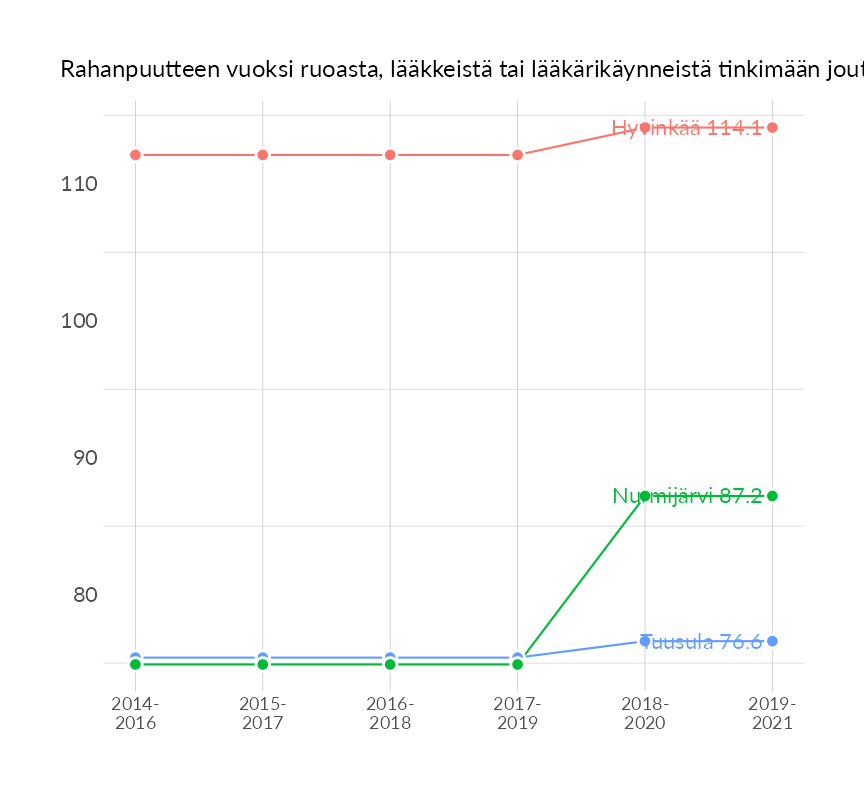 Rahanpuutteen vuoksi ruoasta, lääkkeistä tai lääkärikäynneistä tinkimään
Hyvinkää 114.1
110
100
90
Nurmijärvi 87.2
80
Tuusula 76.6
2014- 2015- 2016- 2017- 2018- 2019-
2016 2017 2018 2019 2020 2021